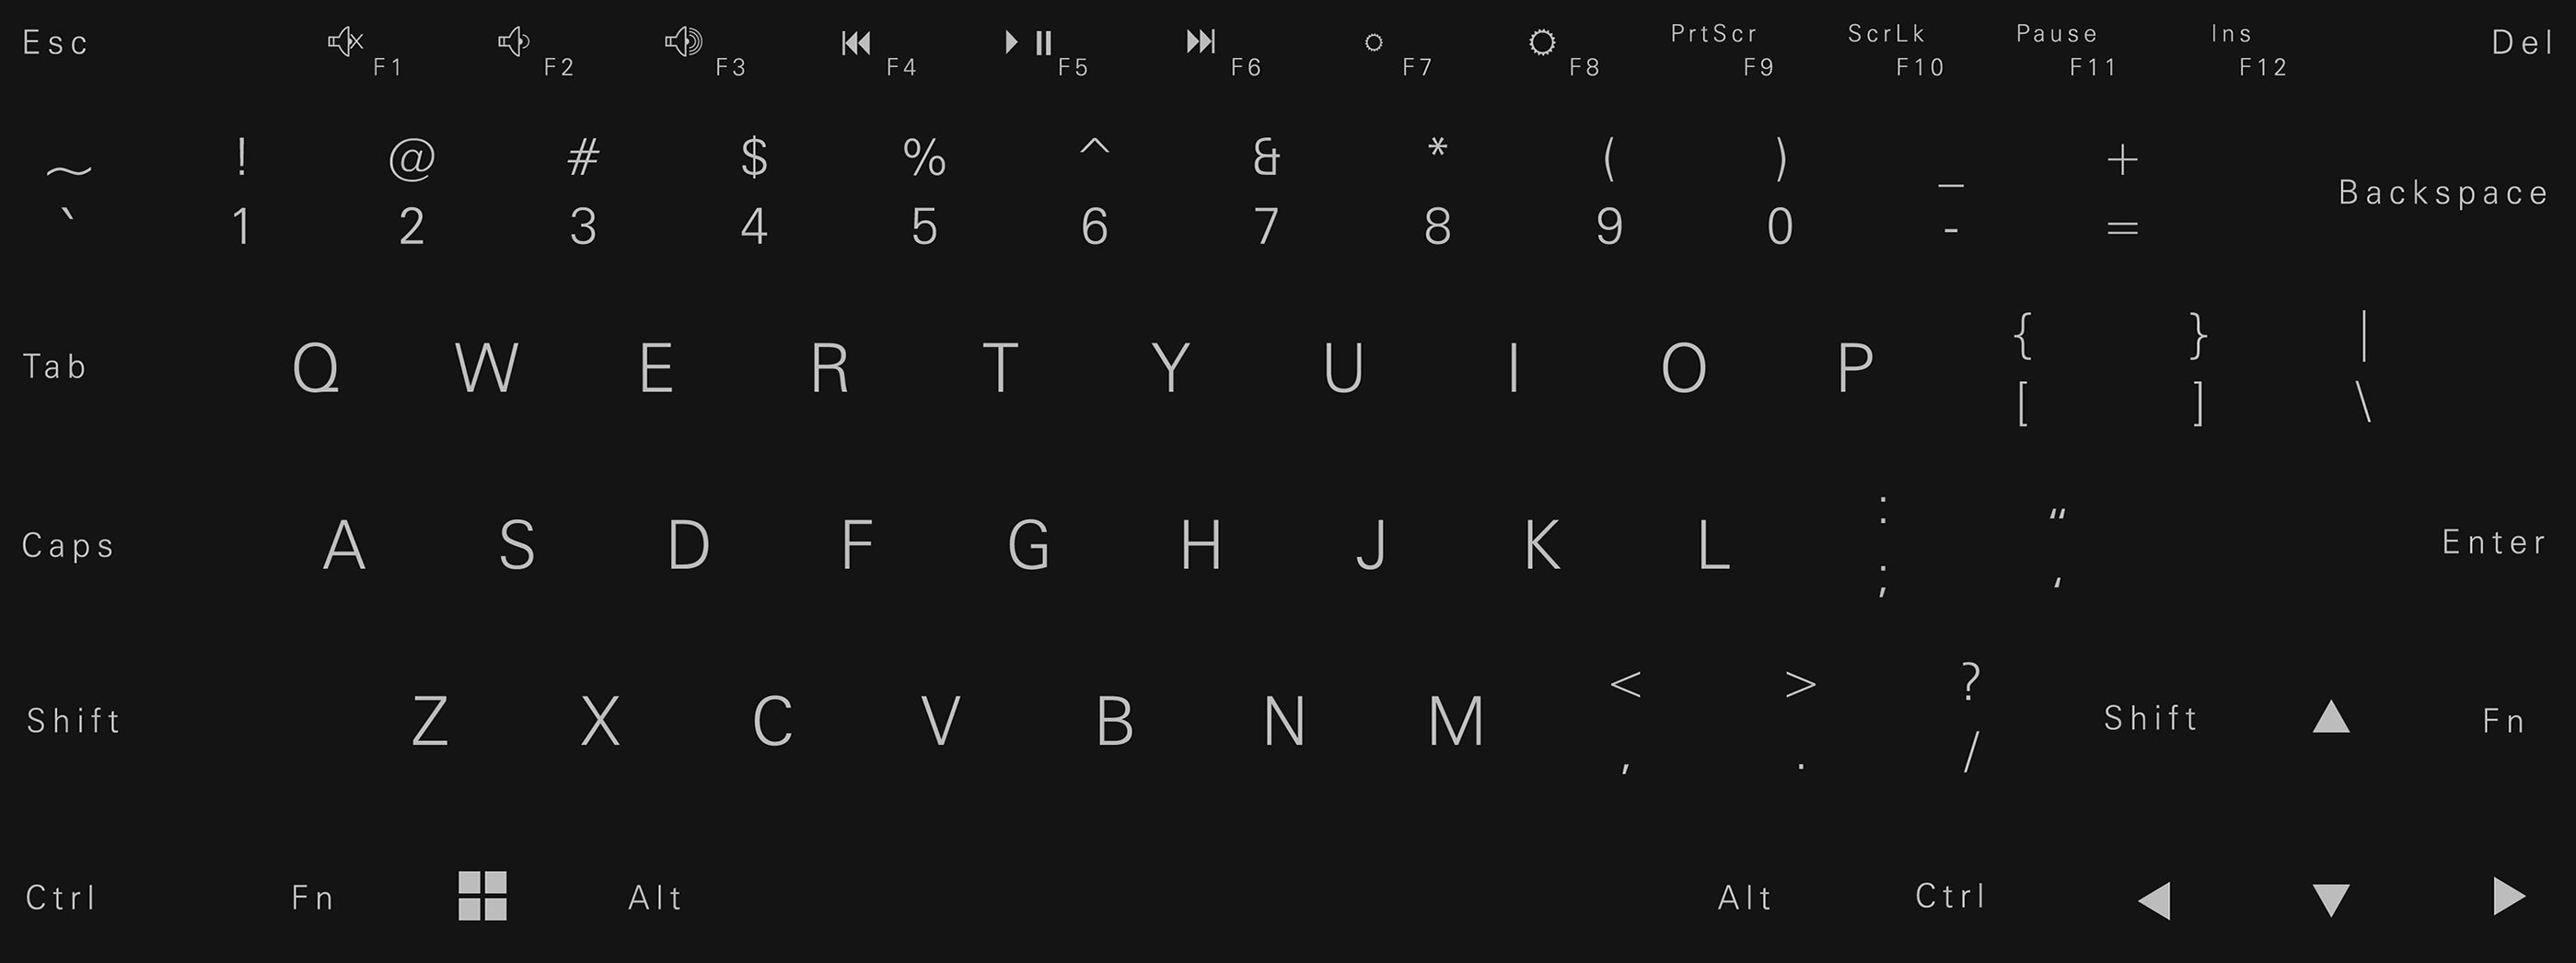 Esc F1 F2 F3 F4 F5 F6 F7 F8 PrtScr F9 ScrLk F10 Pause F11 Ins F12 Del
~ ! @ # $ % ^ & * ( ) _ +
` 1 2 3 4 5 6 7 8 9 0 - = Backspace
{ } |
Tab Q W E R T Y U I O P [ ] \
: “
Caps A S D F G H J K L ; ‘ Enter
< > ?
Shift Z X C V B N M , . / Shift Fn
Ctrl Fn Alt Alt Ctrl